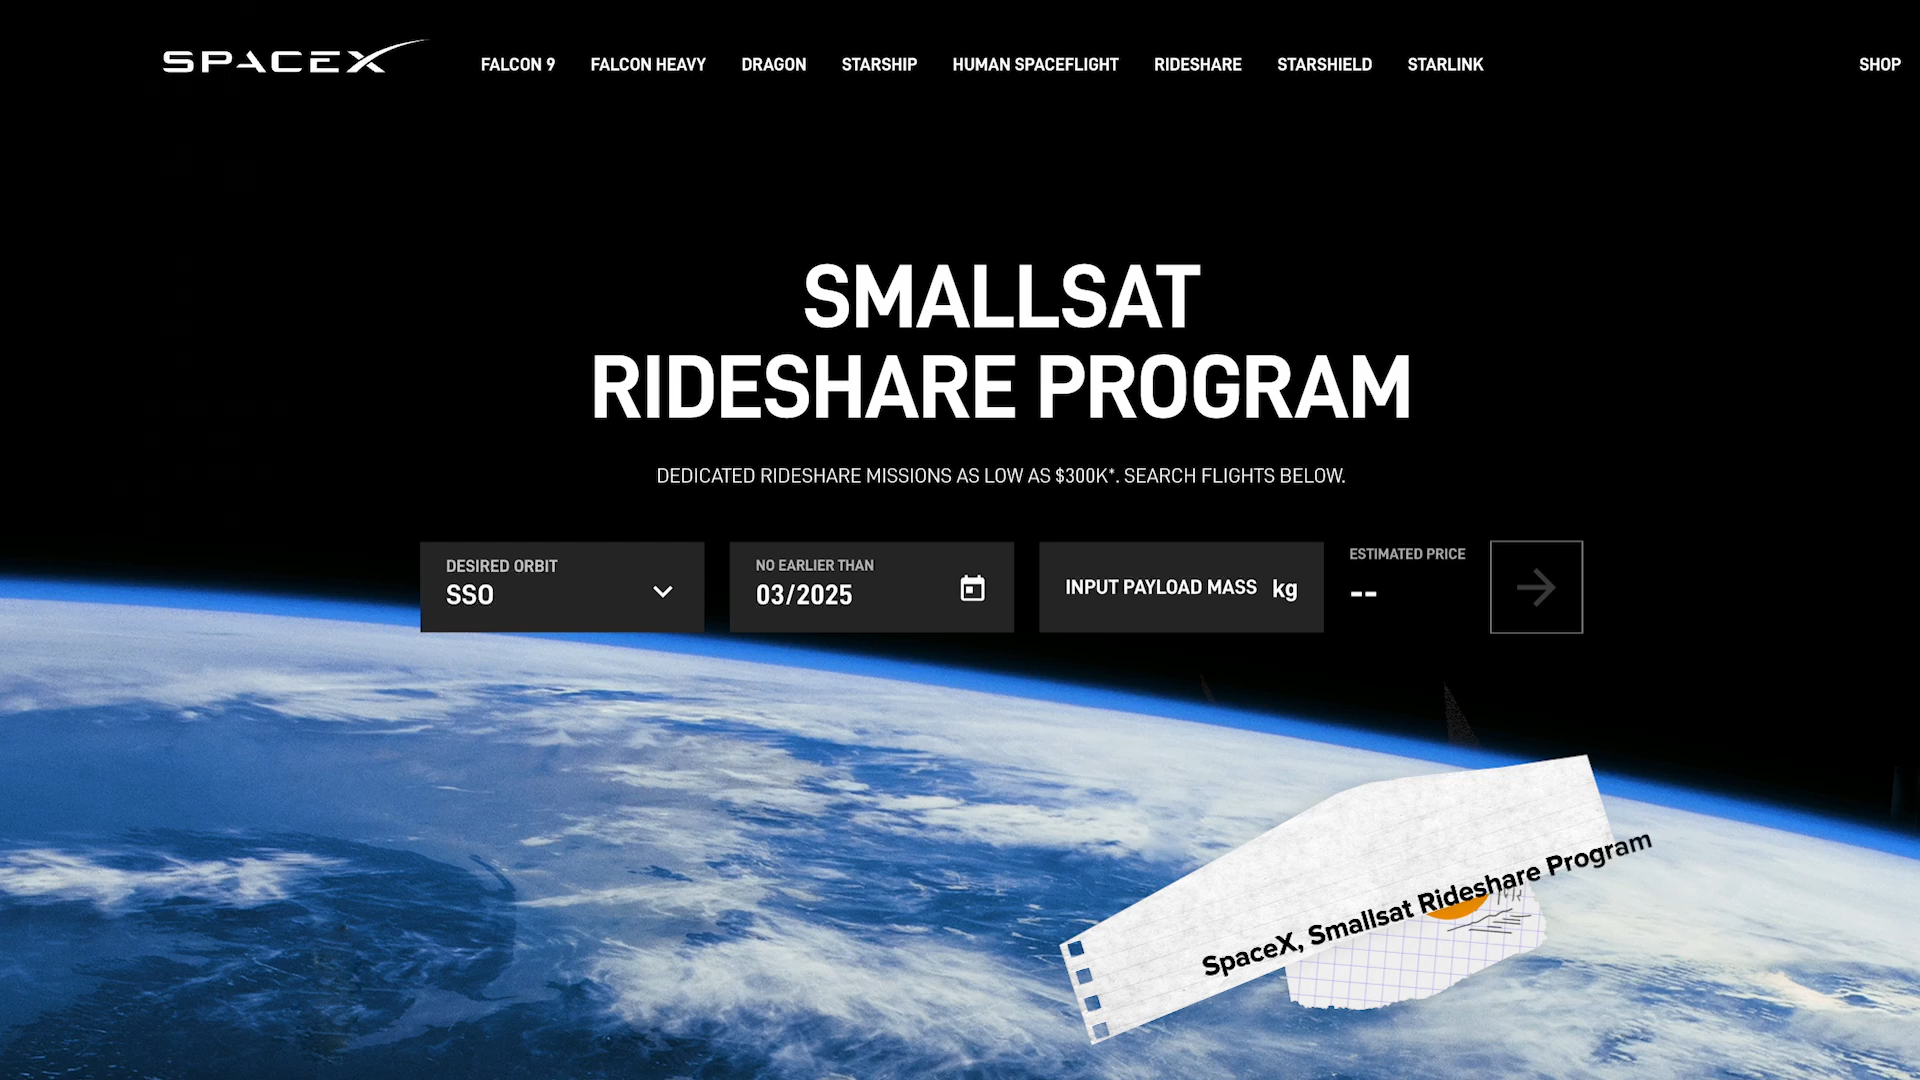 SPACEX
FALCON 9 FALCON HEAVY DRAGON STARSHIP HUMAN SPACEFLIGHT RIDESHARE STARSHIELD STARLINK SHOP
SMALLSAT
RIDESHARE PROGRAM
DEDICATED RIDESHARE MISSIONS AS LOW AS $300K*. SEARCH FLIGHTS BELOW.
DESIRED ORBIT
SSO
NO EARLIER THAN
03/2025
INPUT PAYLOAD MASS kg
ESTIMATED PRICE
--
SpaceX, Smallsat Rideshare Program